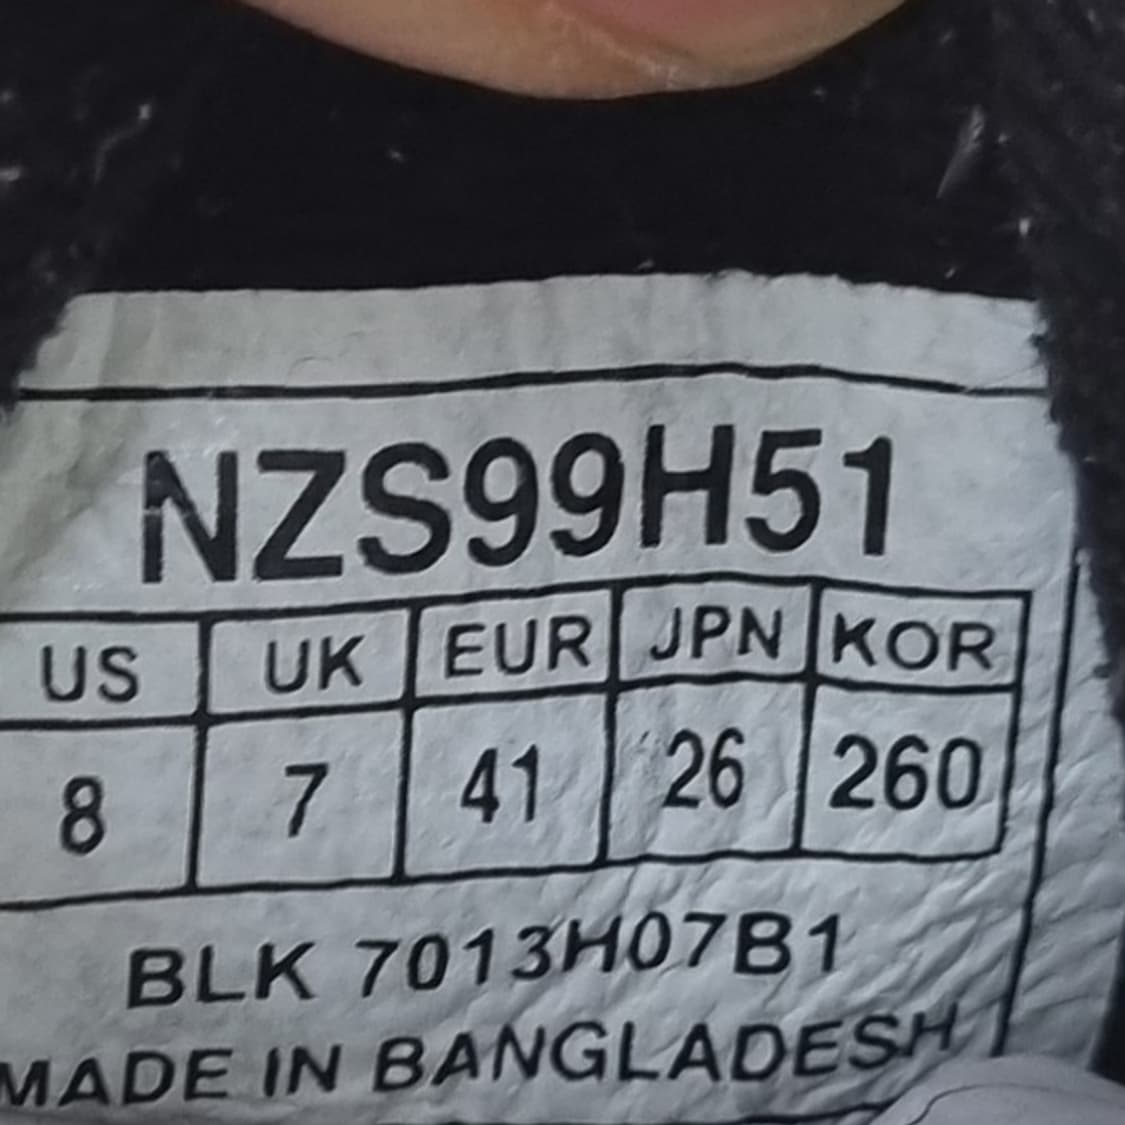 NZS99H51
US UK EUR JPN KOR
8 7 41 26 260
BLK 7013H07B1
MADE IN BANGLADESH